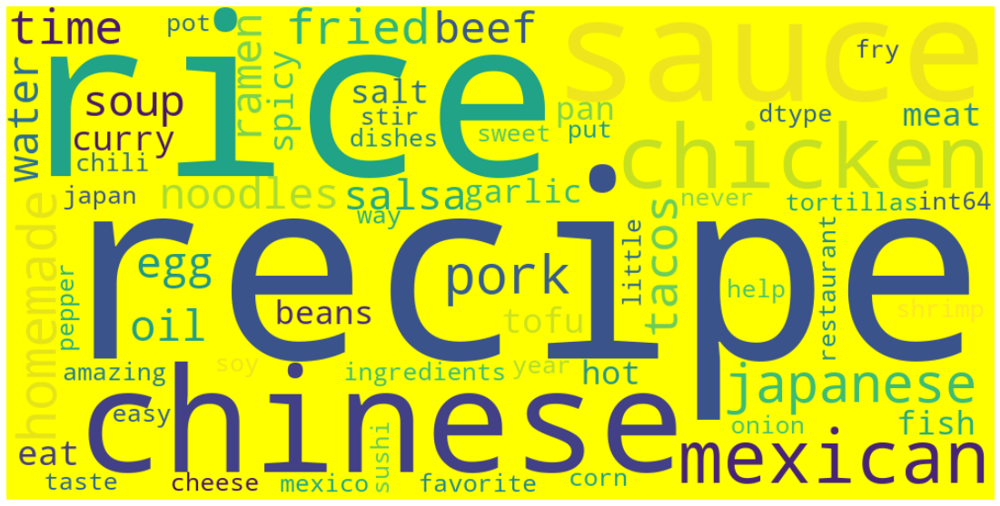 time
pot
rice
ramen
fried
beef
sauce
fry
water
soup
curry
chili
spicy
salt
stir
dishes
sweet
pan
put
dtype
meat
chicken
japan
noodles
salsa
way
garlic
never
tortillas
int64
homemade
recipe
egg
pork
little
tacos
help
restaurant
shrimp
pepper
oil
beans
tofu
amazing
soy
ingredients
year
hot
japanese
chinese
easy
onion
fish
eat
mexican
taste
cheese
mexico
sushi
favorite
corn